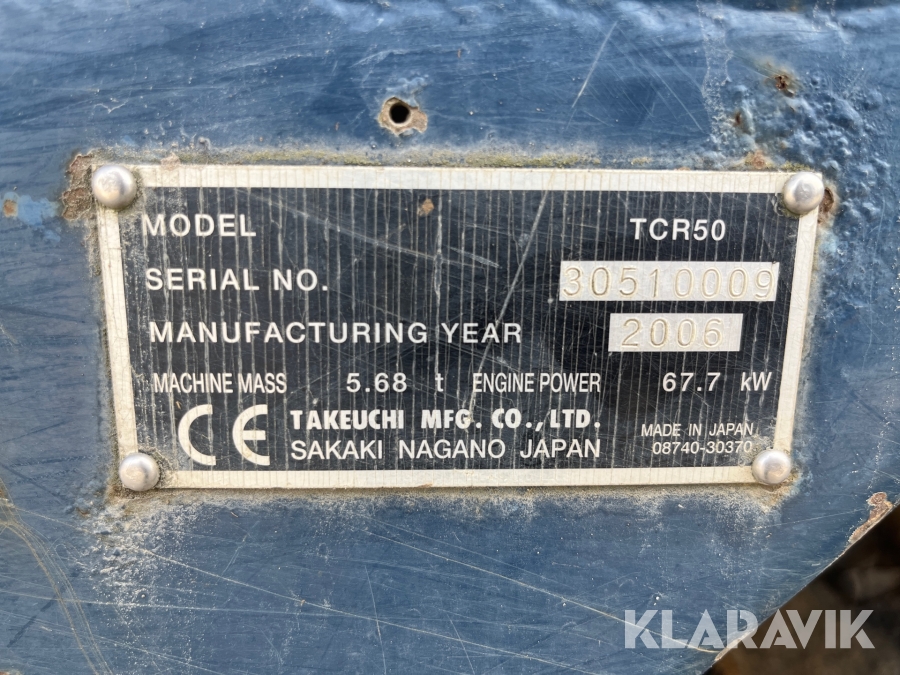 MODEL TCR50
SERIAL NO. 30510009
MANUFACTURING YEAR 2006
MACHINE MASS 5.68 t ENGINE POWER 67.7 kW
CE TAKEUCHI MFG. CO., LTD. MADE IN JAPAN
SAKAKI NAGANO JAPAN 08740-30370
KLARAVIK